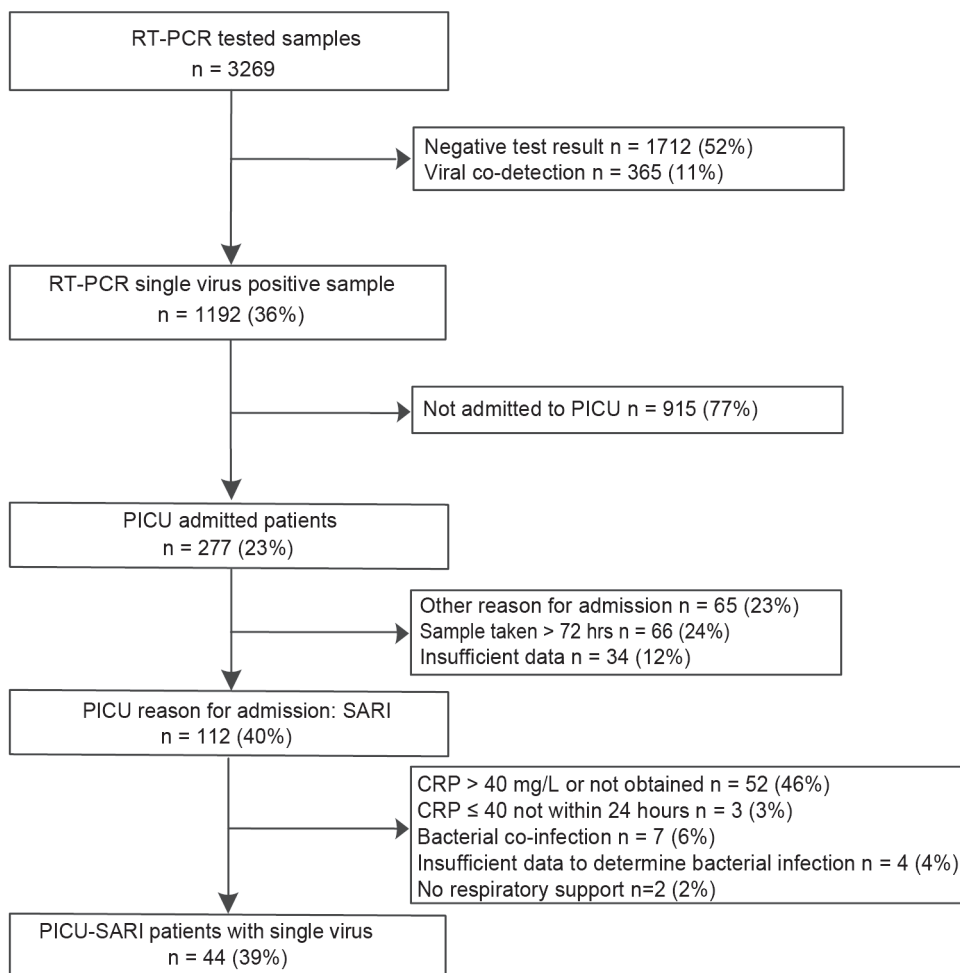 RT-PCR tested samples
n = 3269
Negative test result n = 1712 (52%)
Viral co-detection n = 365 (11%)
RT-PCR single virus positive sample
n = 1192 (36%)
Not admitted to PICU n = 915 (77%)
PICU admitted patients
n = 277 (23%)
Other reason for admission n = 65 (23%)
Sample taken > 72 hrs n = 66 (24%)
Insufficient data n = 34 (12%)
PICU reason for admission: SARI
n = 112 (40%)
CRP > 40 mg/L or not obtained n = 52 (46%)
CRP ≤ 40 not within 24 hours n = 3 (3%)
Bacterial co-infection n = 7 (6%)
Insufficient data to determine bacterial infection n = 4 (4%)
No respiratory support n=2 (2%)
PICU-SARI patients with single virus
n = 44 (39%)